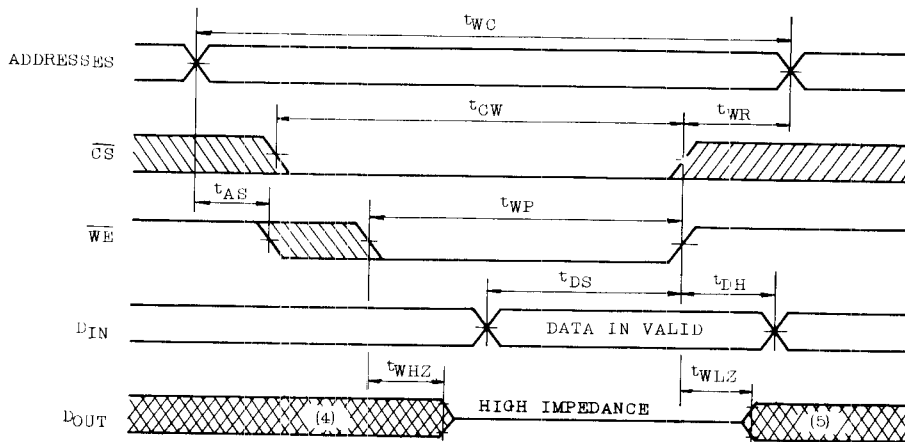 tWC
ADDRESSES
tCW
tWR
CS
tAS
tWP
WE
tDS
tDH
DIN
DATA IN VALID
tWHZ
tWLZ
DOUT
(4)
HIGH IMPEDANCE
(5)